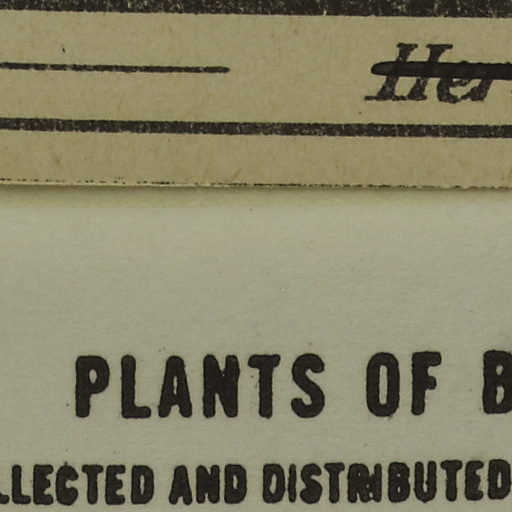 PLANTS OF B
LLECTED AND DISTRIBUTED